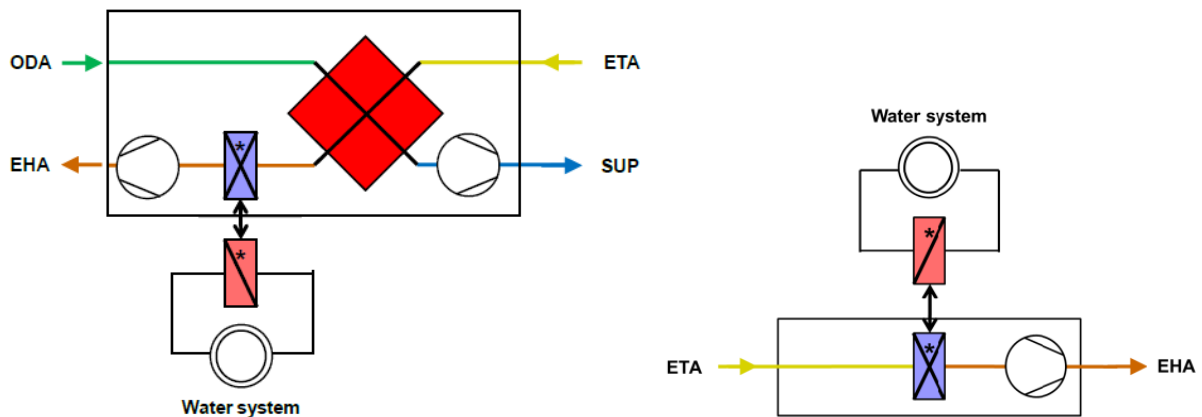 ODA
ETA
EHA
*
SUP
*
Water system
Water system
*
*
ETA
EHA